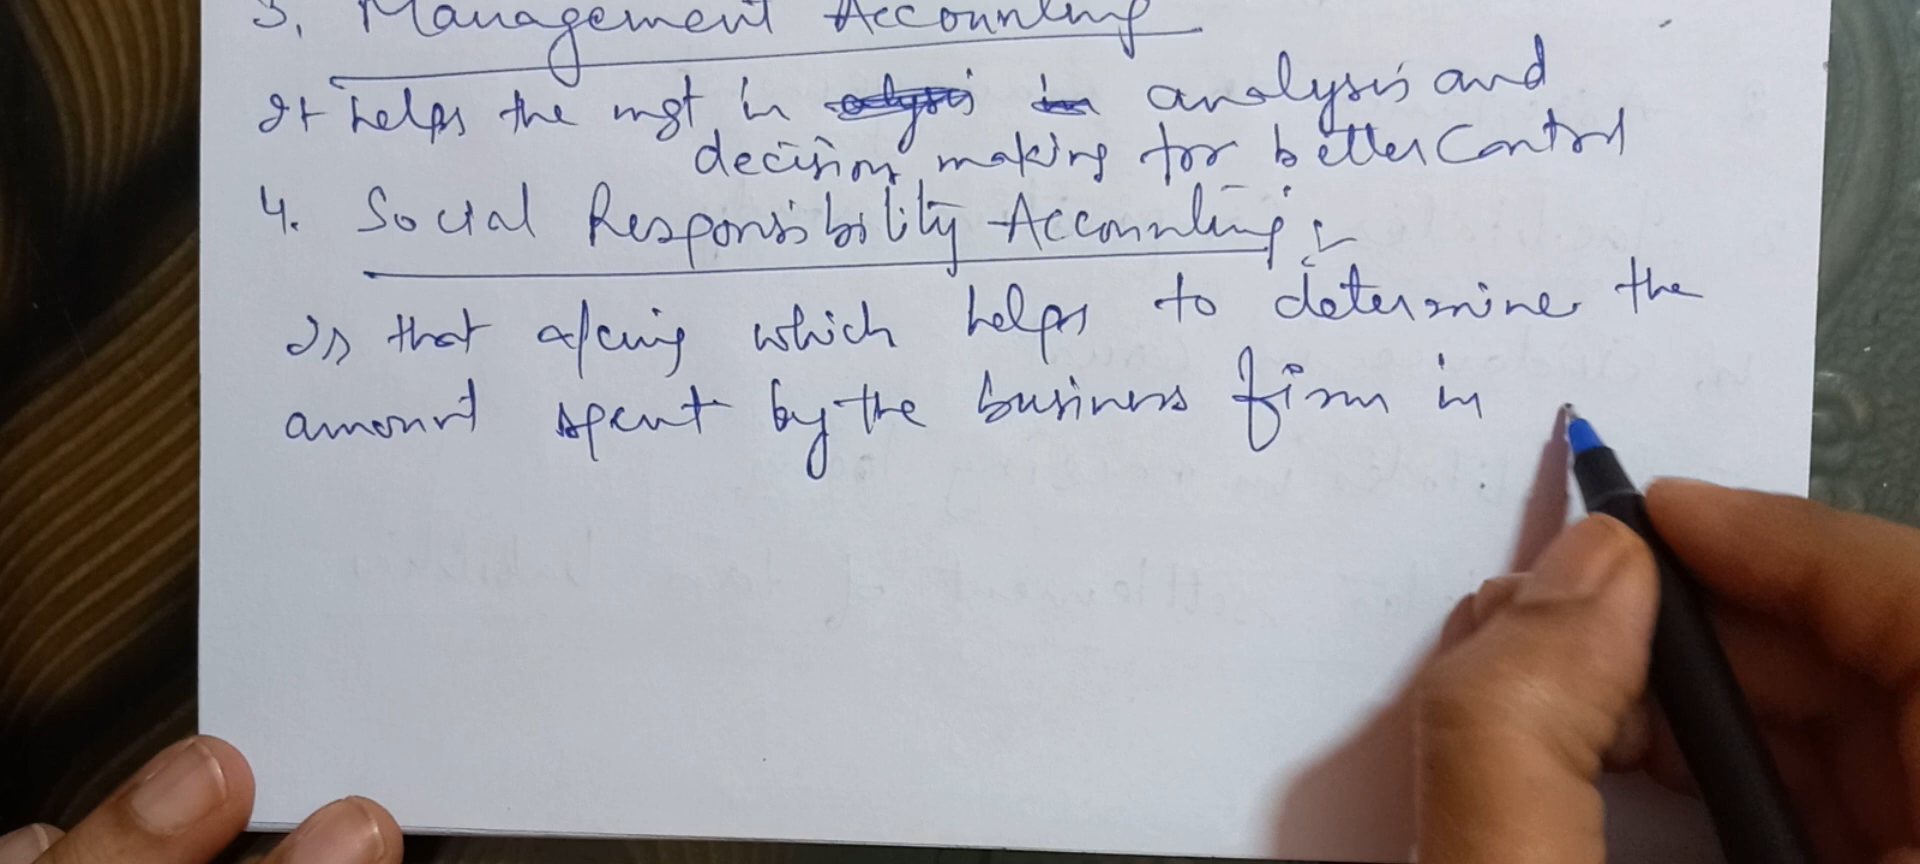 3. Management Accounting
It helps the mgt in analysis and
decision making for better Control
4. Social Responsibility Accounting :-
Is that a/cing which helps to determine the
amount spent by the business firm in